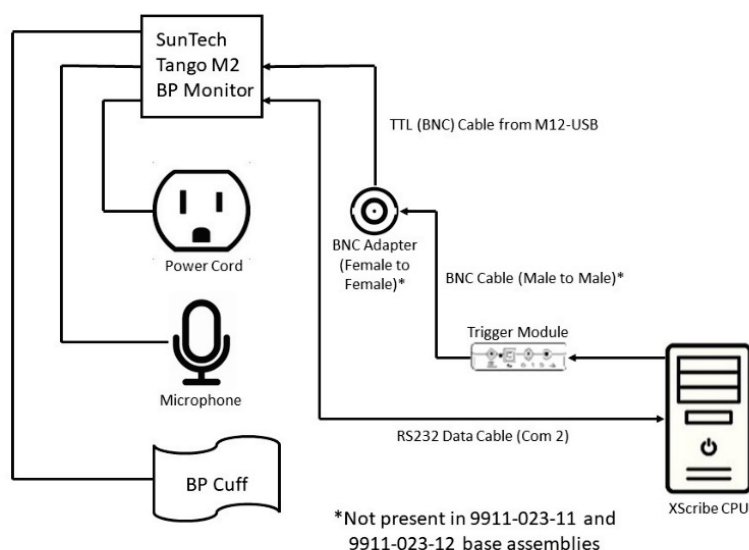 SunTech
Tango M2
BP Monitor
TTL (BNC) Cable from M12-USB
BNC Adapter
(Female to
Female)*
Power Cord
BNC Cable (Male to Male)*
Trigger Module
Microphone
RS232 Data Cable (Com 2)
BP Cuff
XScribe CPU
*Not present in 9911-023-11 and
9911-023-12 base assemblies